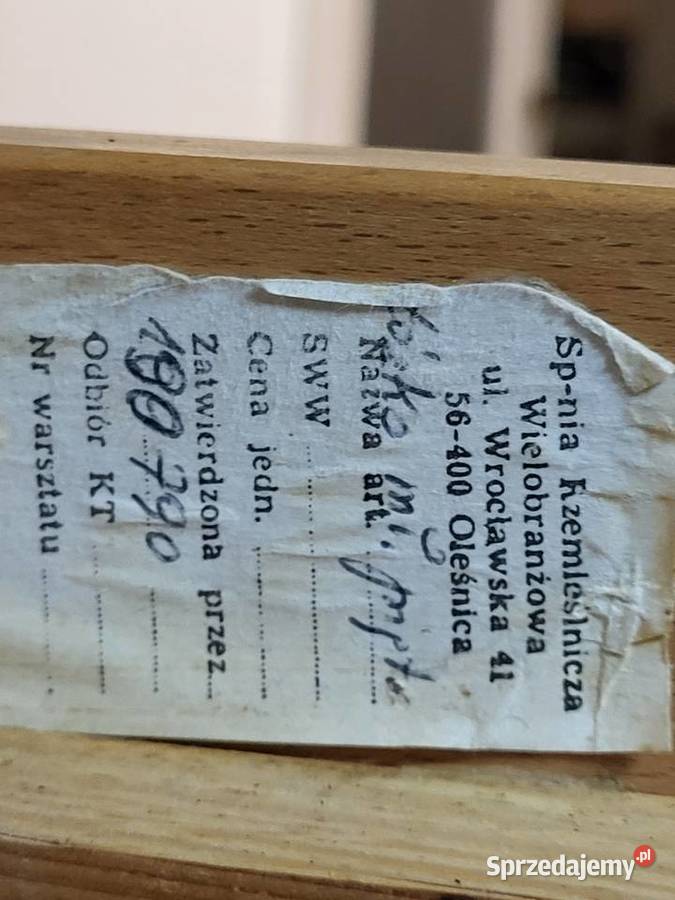 Sp-nia Rzemieślnicza
Wielobranżowa
ul. Wrocławska 41
56-400 Oleśnica
Nazwa art.
SWW
Cena jedn.
Zatwierdzona przez
790
Odbiór KT
Nr warsztatu
Sprzedajemy.pl